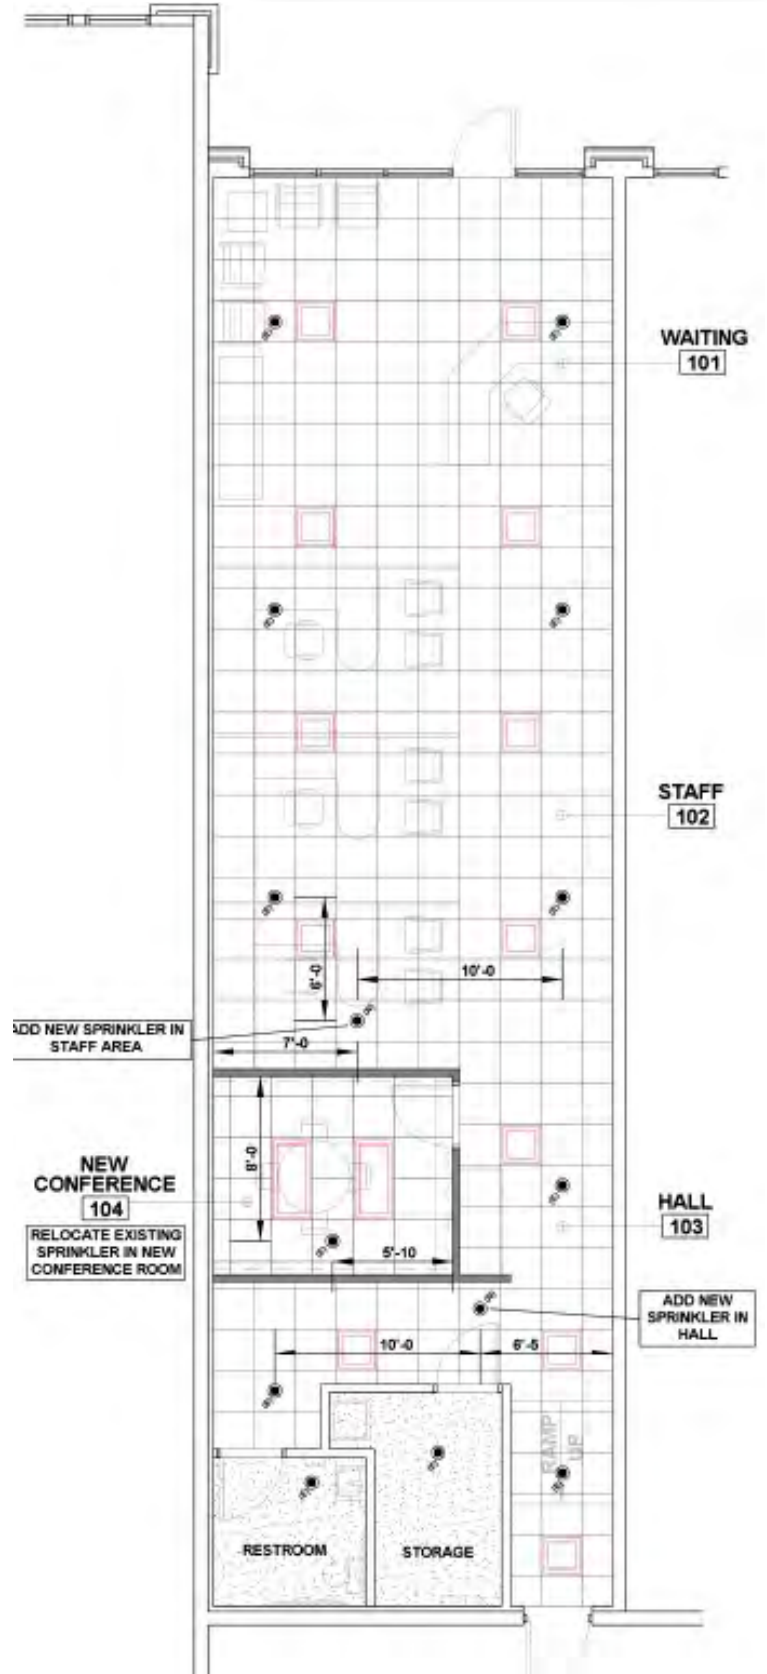 WAITING
101
STAFF
102
6'-0
10'-0
ADD NEW SPRINKLER IN
STAFF AREA
7'-0
NEW
CONFERENCE
104
8'-0
HALL
103
RELOCATE EXISTING
SPRINKLER IN NEW
CONFERENCE ROOM
5'-10
ADD NEW
SPRINKLER IN
HALL
10'-0
6'-5
RAMP
UP
RESTROOM
STORAGE